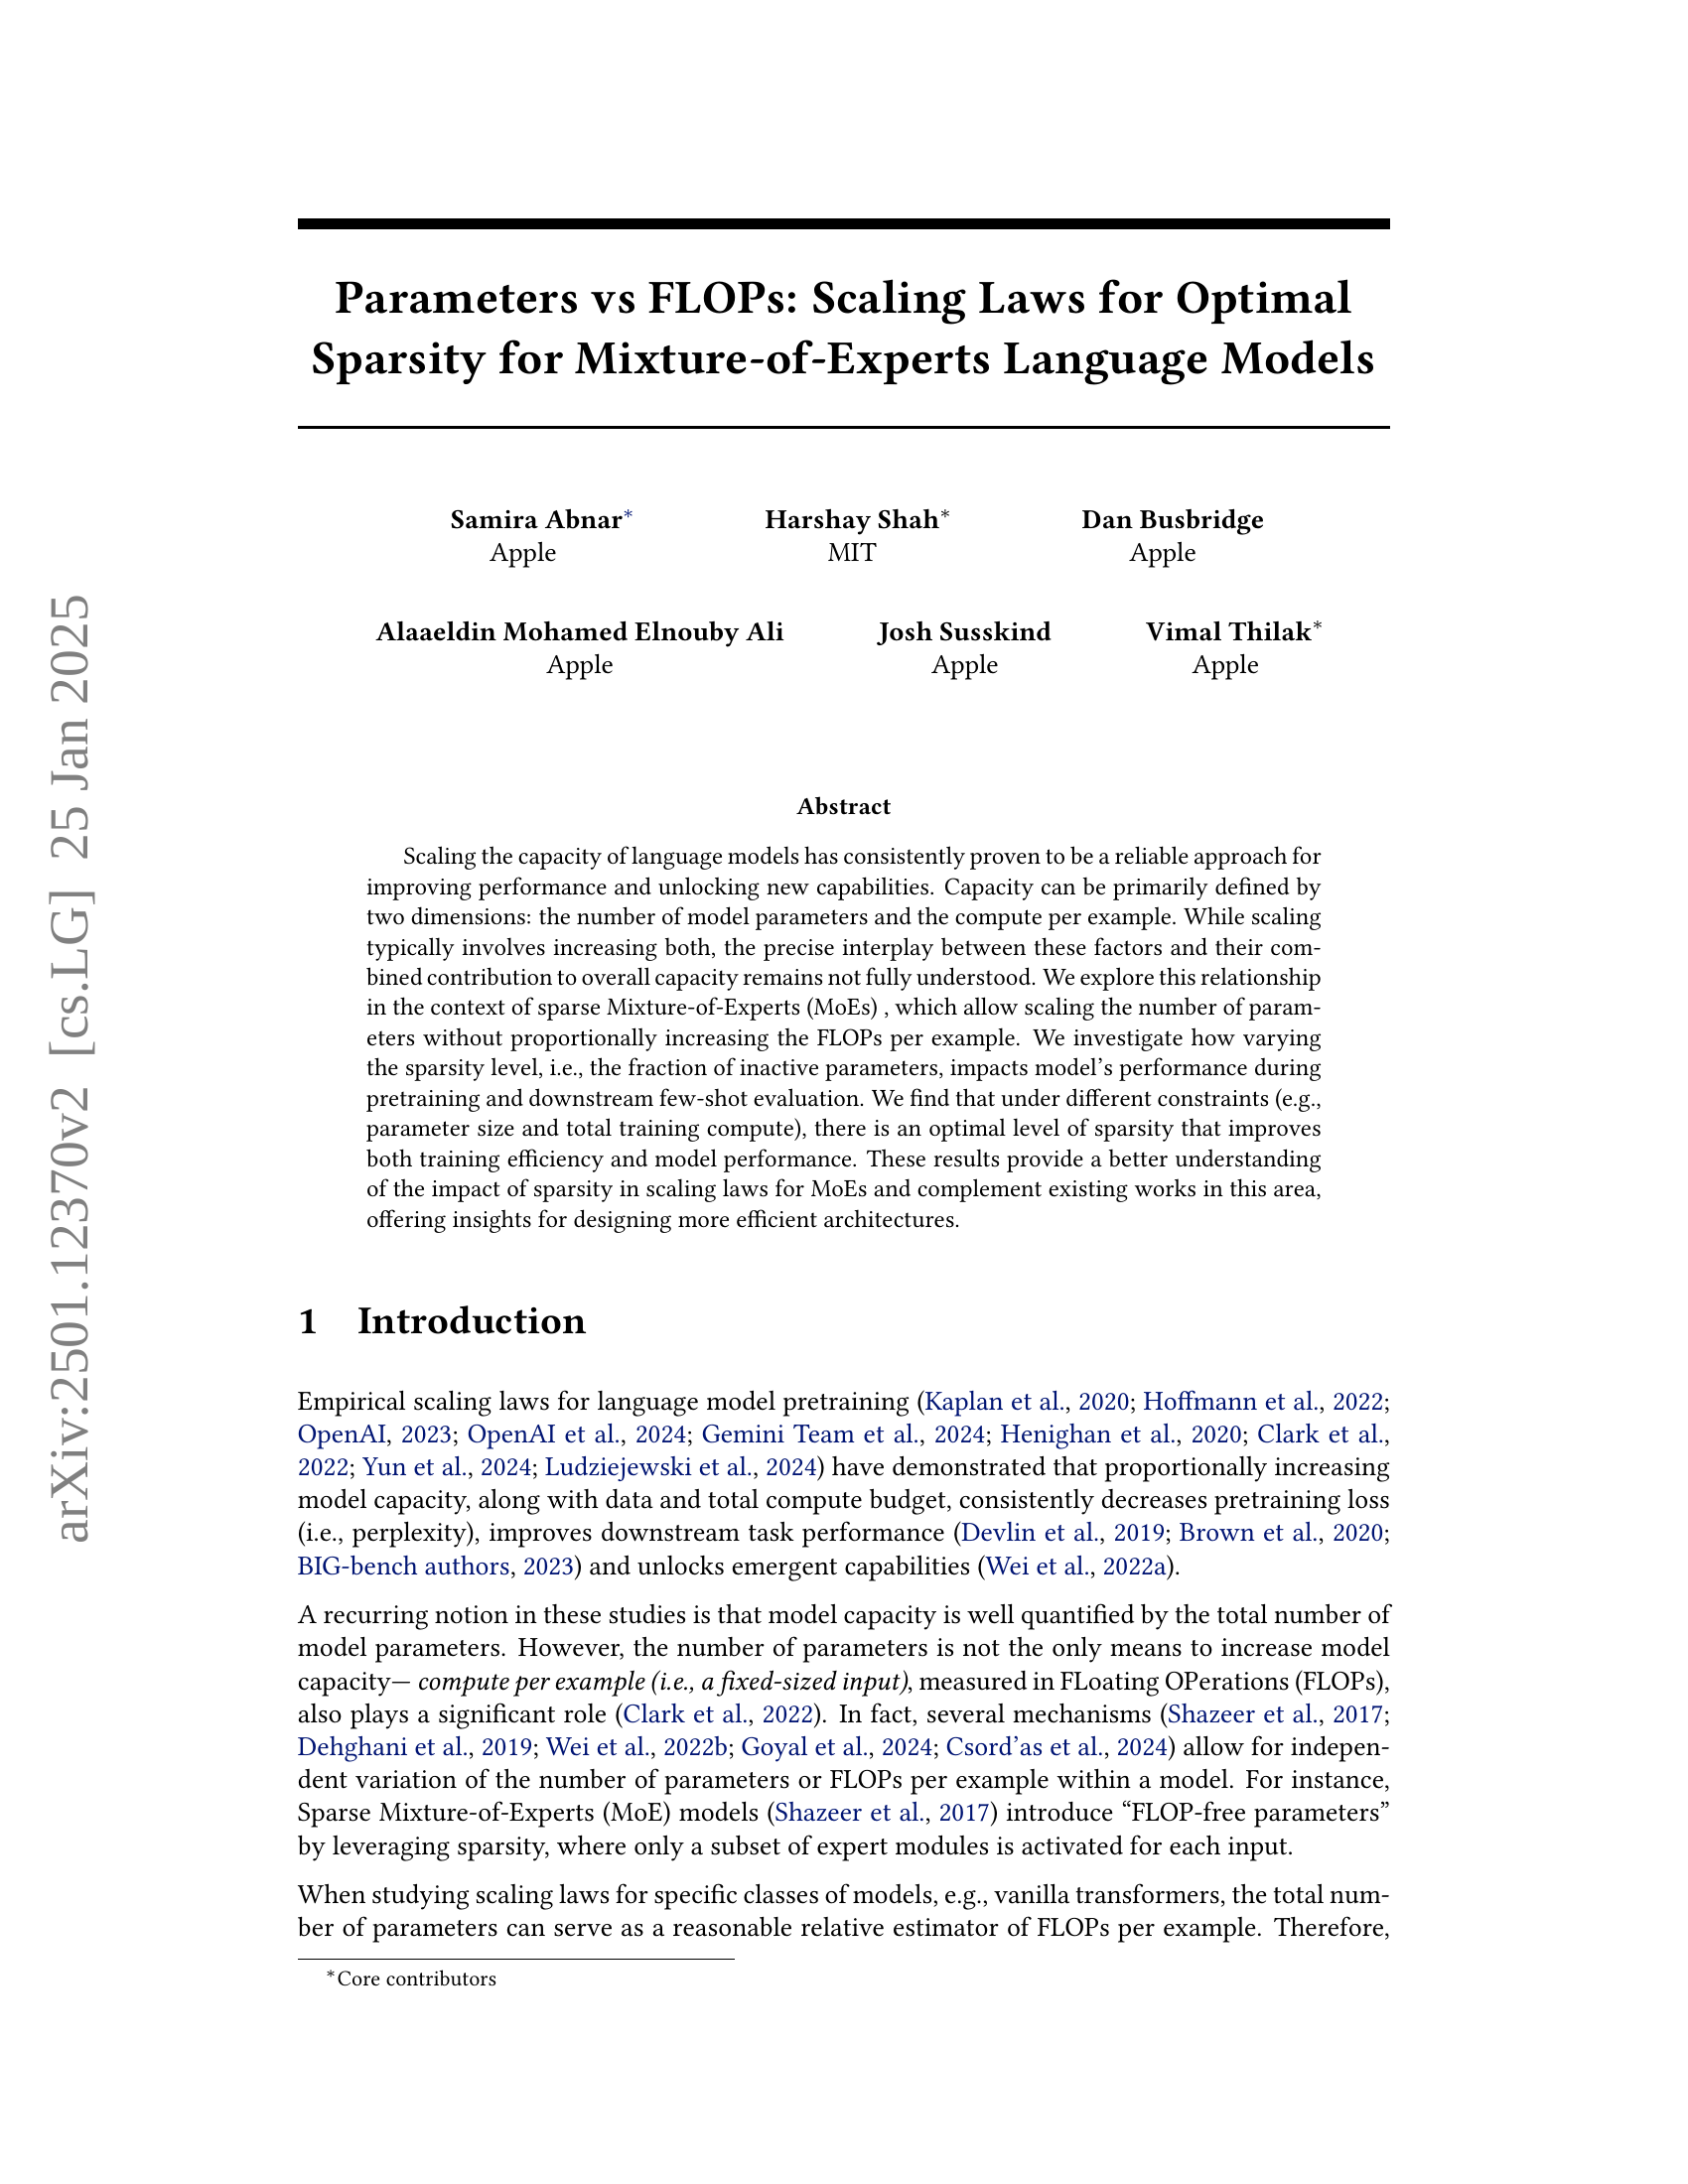 arXiv:2501.12370v2 [cs.LG] 25 Jan 2025
Parameters vs FLOPs: Scaling Laws for Optimal
Sparsity for Mixture-of-Experts Language Models
Samira Abnar* Harshay Shah* Dan Busbridge
Apple MIT Apple
Alaaeldin Mohamed Elnouby Ali Josh Susskind Vimal Thilak*
Apple Apple Apple
Abstract
Scaling the capacity of language models has consistently proven to be a reliable approach for
improving performance and unlocking new capabilities. Capacity can be primarily defined by
two dimensions: the number of model parameters and the compute per example. While scaling
typically involves increasing both, the precise interplay between these factors and their com-
bined contribution to overall capacity remains not fully understood. We explore this relationship
in the context of sparse Mixture-of-Experts (MoEs) , which allow scaling the number of param-
eters without proportionally increasing the FLOPs per example. We investigate how varying
the sparsity level, i.e., the fraction of inactive parameters, impacts model's performance during
pretraining and downstream few-shot evaluation. We find that under different constraints (e.g.,
parameter size and total training compute), there is an optimal level of sparsity that improves
both training efficiency and model performance. These results provide a better understanding
of the impact of sparsity in scaling laws for MoEs and complement existing works in this area,
offering insights for designing more efficient architectures.
1 Introduction
Empirical scaling laws for language model pretraining (Kaplan et al., 2020; Hoffmann et al., 2022;
OpenAI, 2023; OpenAI et al., 2024; Gemini Team et al., 2024; Henighan et al., 2020; Clark et al.,
2022; Yun et al., 2024; Ludziejewski et al., 2024) have demonstrated that proportionally increasing
model capacity, along with data and total compute budget, consistently decreases pretraining loss
(i.e., perplexity), improves downstream task performance (Devlin et al., 2019; Brown et al., 2020;
BIG-bench authors, 2023) and unlocks emergent capabilities (Wei et al., 2022a).
A recurring notion in these studies is that model capacity is well quantified by the total number of
model parameters. However, the number of parameters is not the only means to increase model
capacity— compute per example (i.e., a fixed-sized input), measured in FLoating OPerations (FLOPs),
also plays a significant role (Clark et al., 2022). In fact, several mechanisms (Shazeer et al., 2017;
Dehghani et al., 2019; Wei et al., 2022b; Goyal et al., 2024; Csord'as et al., 2024) allow for indepen-
dent variation of the number of parameters or FLOPs per example within a model. For instance,
Sparse Mixture-of-Experts (MoE) models (Shazeer et al., 2017) introduce “FLOP-free parameters”
by leveraging sparsity, where only a subset of expert modules is activated for each input.
When studying scaling laws for specific classes of models, e.g., vanilla transformers, the total num-
ber of parameters can serve as a reasonable relative estimator of FLOPs per example. Therefore,
*Core contributors